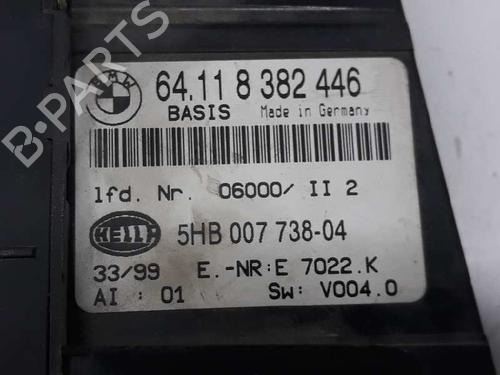 BMW
64.11 8 382 446
BASIS Made in Germany
lfd. Nr. 06000/ II 2
HELLA 5HB 007 738-04
33/99 E.-NR:E 7022.K
AI : 01 Sw: V004.0
B-PARTS